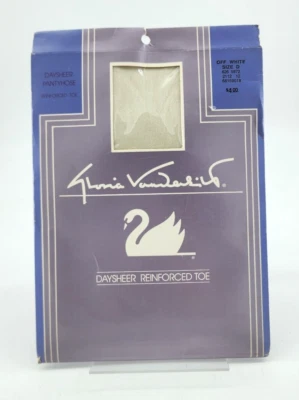 DAYSHEER
PANTYHOSE
OFF WHITE
SIZE D
Gloria Vanderbilt®
DAYSHEER REINFORCED TOE